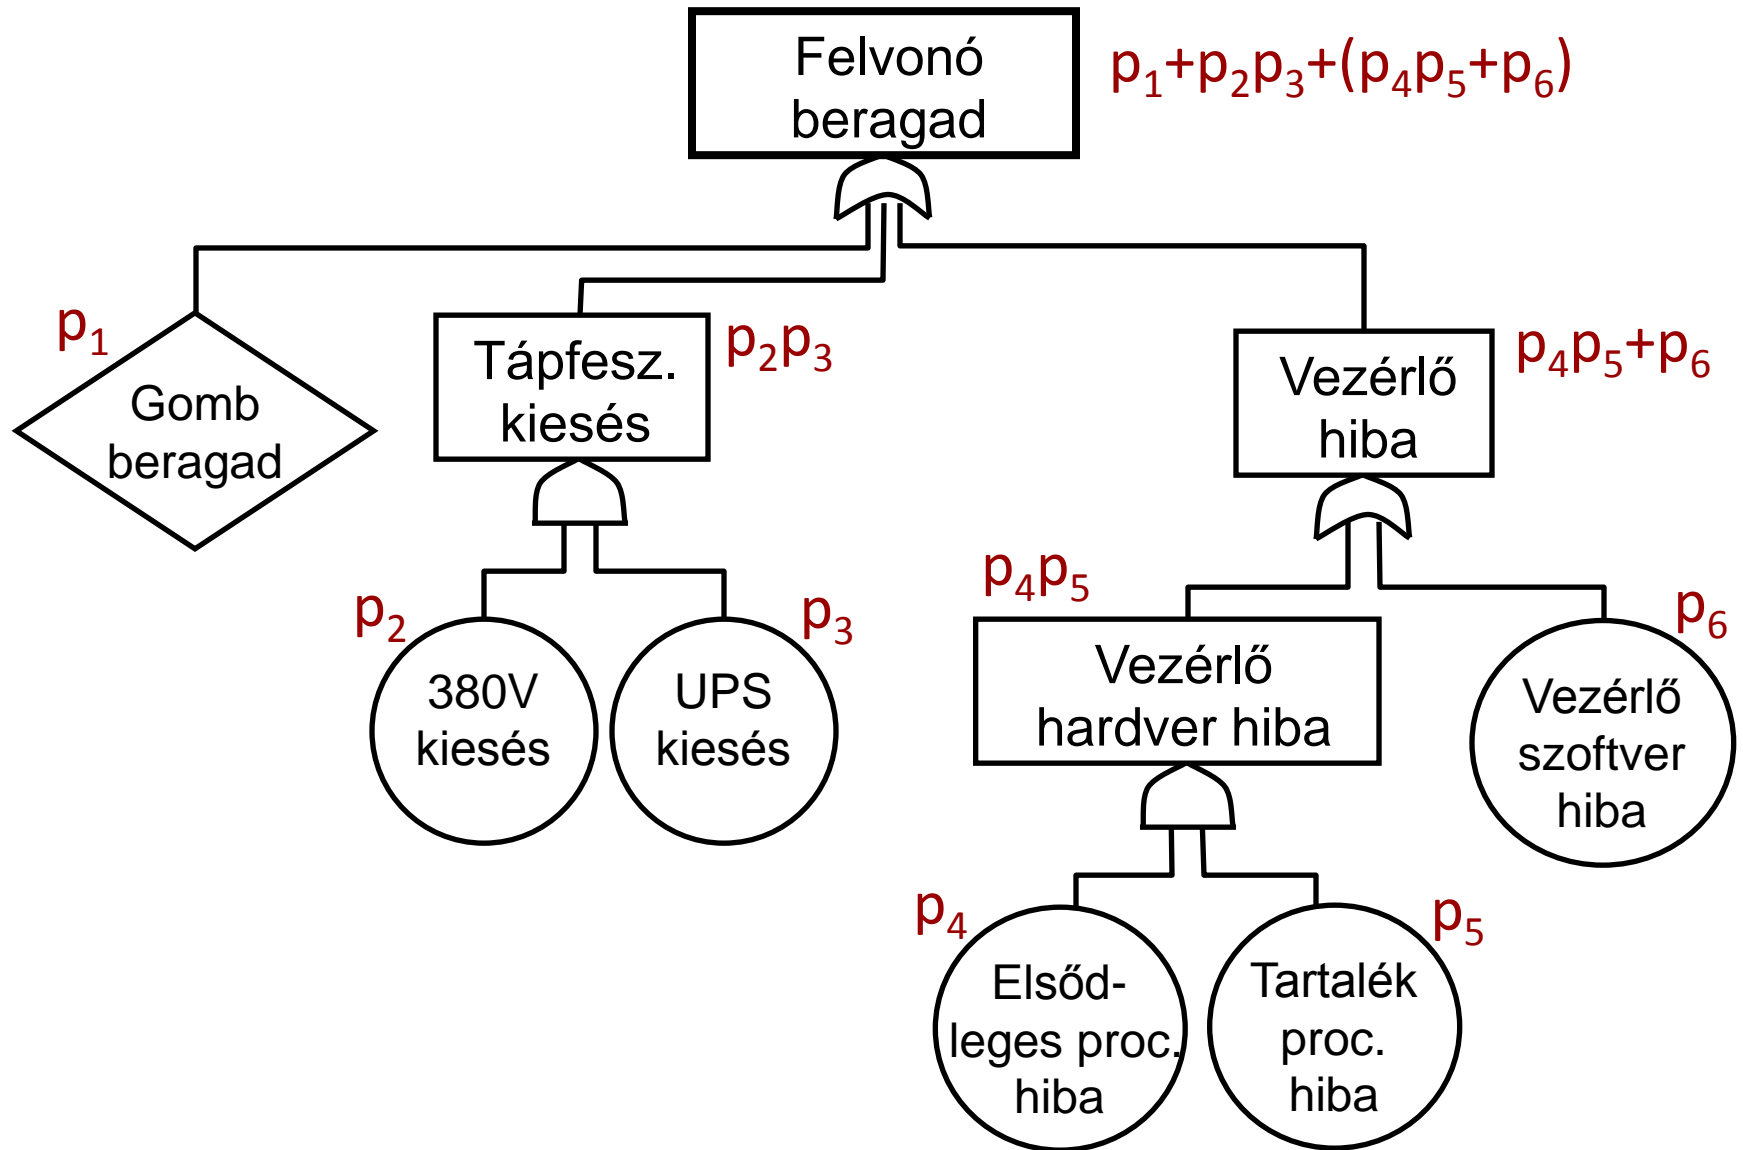 Felvonó
beragad
p₁+p₂p₃+(p₄p₅+p₆)
p₁
Gomb
beragad
Tápfesz.
kiesés
p₂p₃
Vezérlő
hiba
p₄p₅+p₆
p₂
380V
kiesés
p₃
UPS
kiesés
p₄p₅
Vezérlő
hardver hiba
p₆
Vezérlő
szoftver
hiba
p₄
Elsőd-
leges proc.
hiba
p₅
Tartalék
proc.
hiba